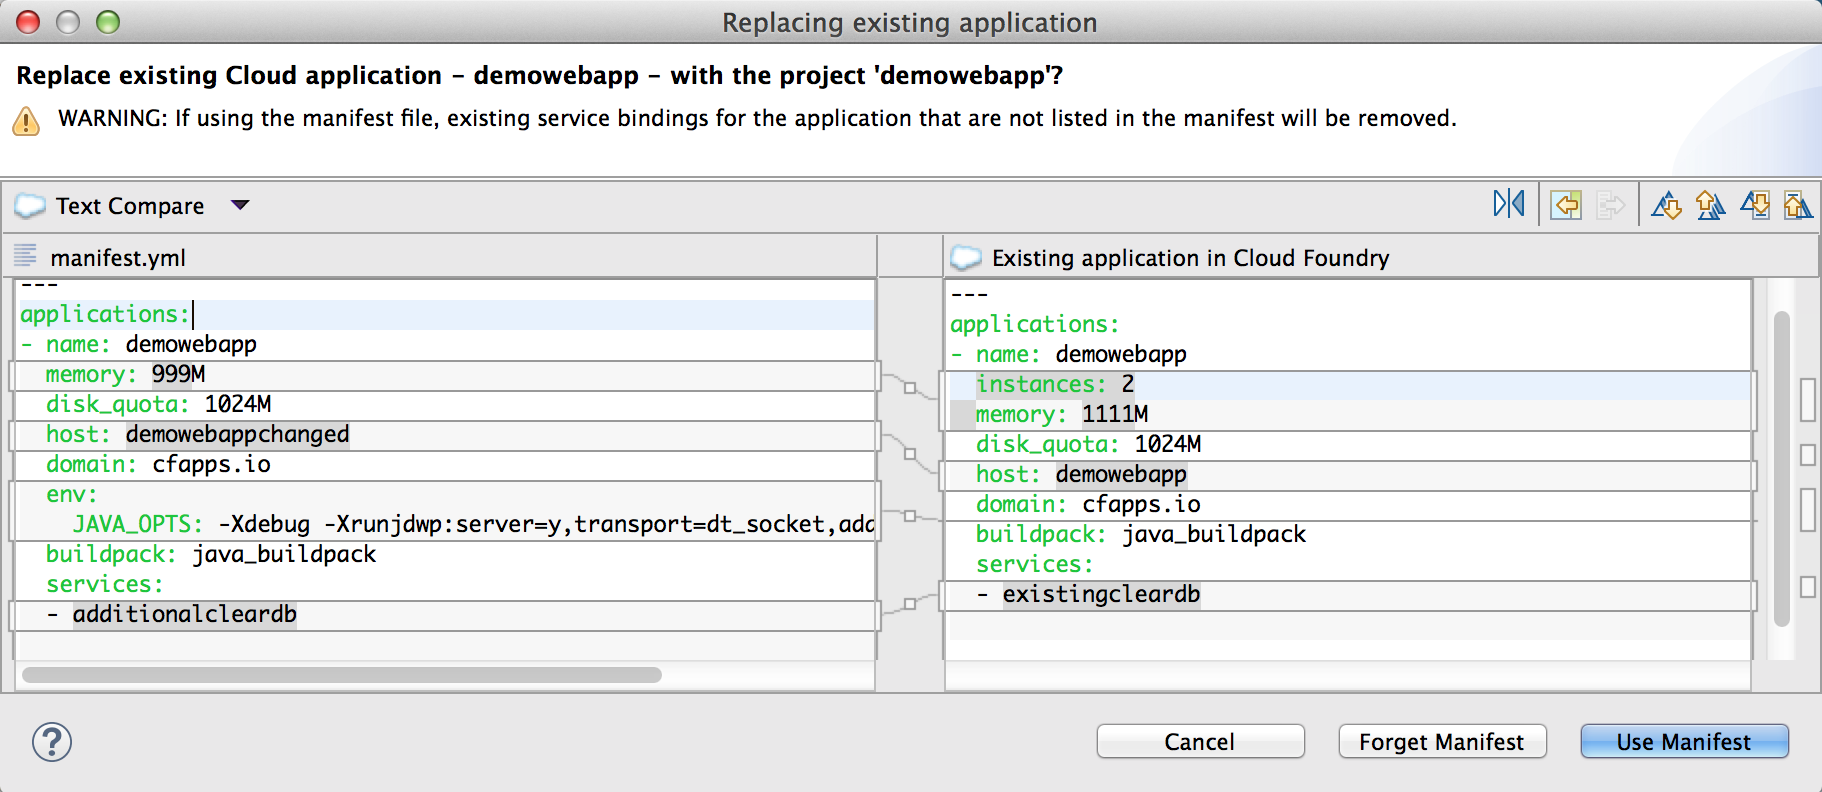 Replacing existing application
Replace existing Cloud application – demowebapp – with the project 'demowebapp'?
WARNING: If using the manifest file, existing service bindings for the application that are not listed in the manifest will be removed.
Text Compare
manifest.yml
---
applications:
- name: demowebapp
memory: 999M
disk_quota: 1024M
host: demowebappchanged
domain: cfapps.io
env:
JAVA_OPTS: -Xdebug -Xrunjdwp:server=y,transport=dt_socket,add
buildpack: java_buildpack
services:
- additionalcleardb
Existing application in Cloud Foundry
---
applications:
- name: demowebapp
instances: 2
memory: 1111M
disk_quota: 1024M
host: demowebapp
domain: cfapps.io
buildpack: java_buildpack
services:
- existingcleardb
?
Cancel
Forget Manifest
Use Manifest